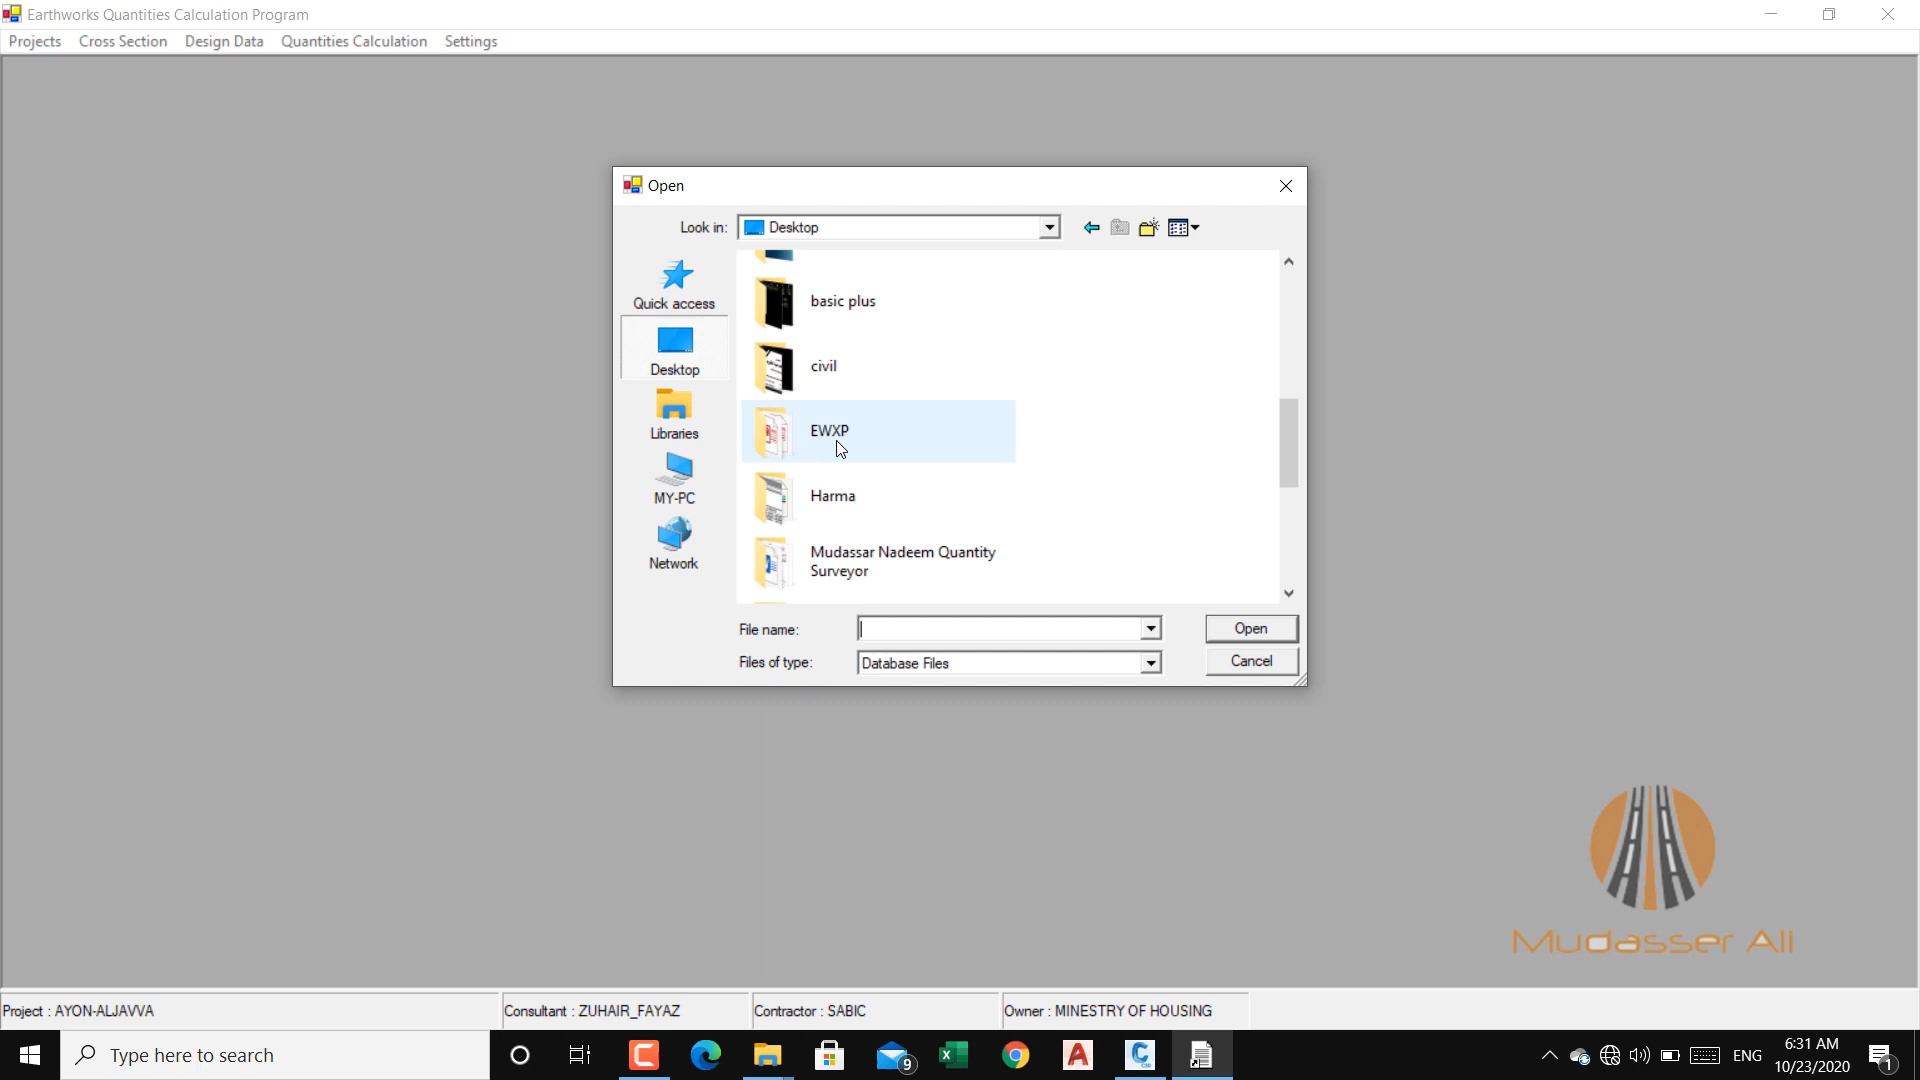 Earthworks Quantities Calculation Program
Projects Cross Section Design Data Quantities Calculation Settings
Open
Look in: Desktop
Quick access
Desktop
Libraries
MY-PC
Network
basic plus
civil
EWXP
Harma
Mudassar Nadeem Quantity
Surveyor
File name:
Open
Files of type: Database Files
Cancel
Mudasser All
Project : AYON-ALJAVVA
Consultant : ZUHAIR_FAYAZ
Contractor : SABIC
Owner : MINESTRY OF HOUSING
Type here to search
9
ENG
6:31 AM
10/23/2020
1